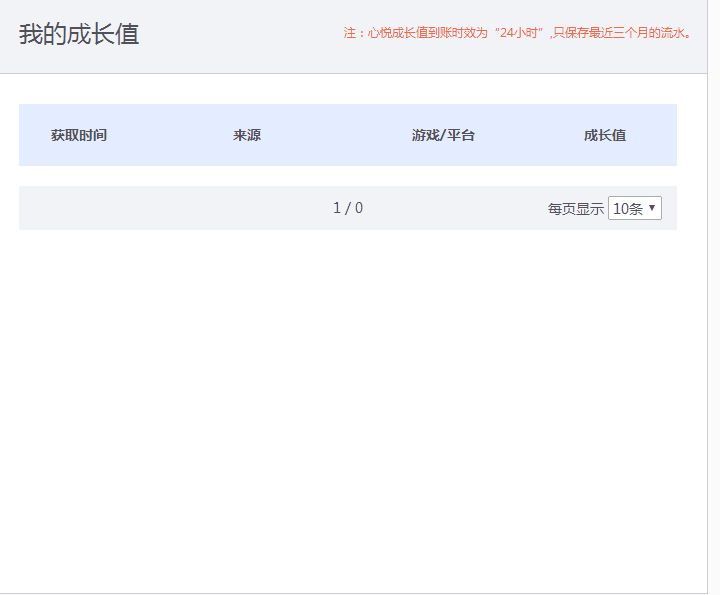 我的成长值
注：心悦成长值到账时效为“24小时”,只保存最近三个月的流水。
获取时间 来源 游戏/平台 成长值
1 / 0 每页显示 10条